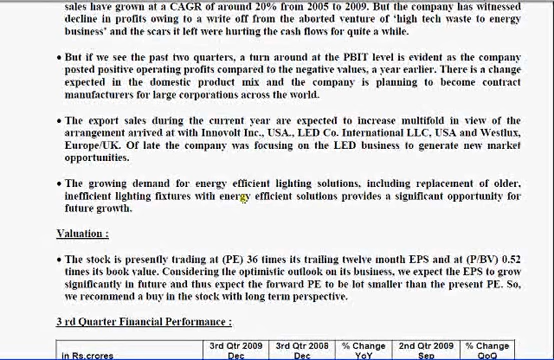 sales have grown at a CAGR of around 20% from 2005 to 2009. But the company has witnessed
decline in profits owing to a write off from the aborted venture of ‘high tech waste to energy
business’ and the scars it left were hurting the cash flows for quite a while.
• But if we see the past two quarters, a turn around at the PBIT level is evident as the company
posted positive operating profits compared to the negative values, a year earlier. There is a change
expected in the domestic product mix and the company is planning to become contract
manufacturers for large corporations across the world.
• The export sales during the current year are expected to increase multifold in view of the
arrangement arrived at with Innovolt Inc., USA., LED Co. International LLC, USA and Westlux,
Europe/UK. Of late the company was focusing on the LED business to generate new market
opportunities.
• The growing demand for energy efficient lighting solutions, including replacement of older,
inefficient lighting fixtures with energy efficient solutions provides a significant opportunity for
future growth.
Valuation :
• The stock is presently trading at (PE) 36 times its trailing twelve month EPS and at (P/BV) 0.52
times its book value. Considering the optimistic outlook on its business, we expect the EPS to grow
significantly in future and thus expect the forward PE to be lot smaller than the present PE. So,
we recommend a buy in the stock with long term perspective.
3 rd Quarter Financial Performance :
3rd Qtr 2009 3rd Qtr 2008 % Change 2nd Qtr 2009 % Change
in Rs.crores Dec Dec YoY Sep QoQ